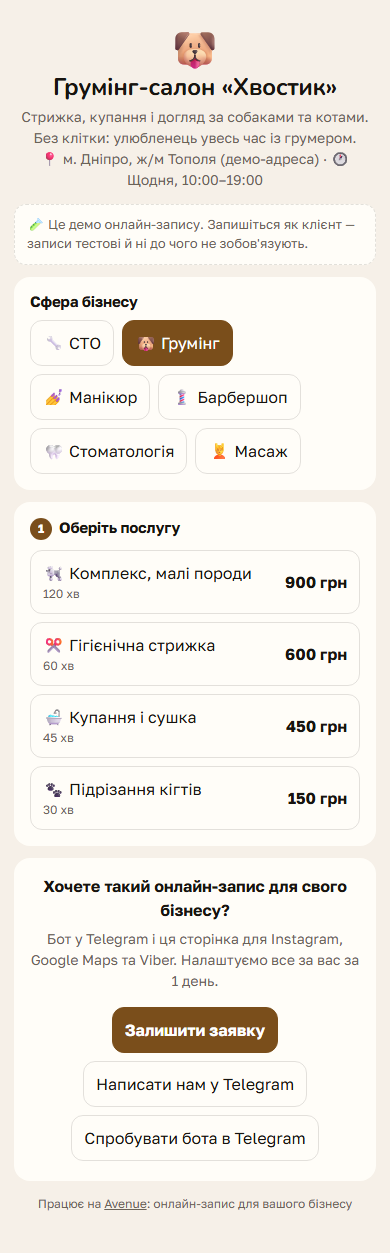 Грумінг-салон «Хвостик»
Стрижка, купання і догляд за собаками та котами.
Без клітки: улюбленець увесь час із грумером.
м. Дніпро, ж/м Тополя (демо-адреса) ·
Щодня, 10:00–19:00
Це демо онлайн-запису. Запишіться як клієнт —
записи тестові й ні до чого не зобов'язують.
Сфера бізнесу
СТО
Грумінг
Манікюр
Барбершоп
Стоматологія
Масаж
1 Оберіть послугу
Комплекс, малі породи
120 хв
900 грн
Гігієнічна стрижка
60 хв
600 грн
Купання і сушка
45 хв
450 грн
Підрізання кігтів
30 хв
150 грн
Хочете такий онлайн-запис для свого
бізнесу?
Бот у Telegram і ця сторінка для Instagram,
Google Maps та Viber. Налаштуємо все за вас за
1 день.
Залишити заявку
Написати нам у Telegram
Спробувати бота в Telegram
Працює на Avenue: онлайн-запис для вашого бізнесу